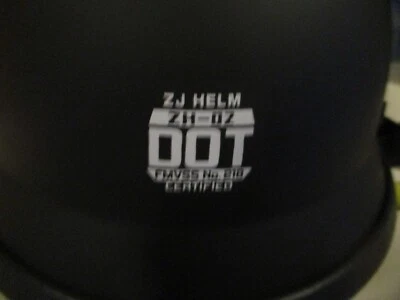 ZJ HELM
ZH-02
DOT
FMVSS No. 218
CERTIFIED